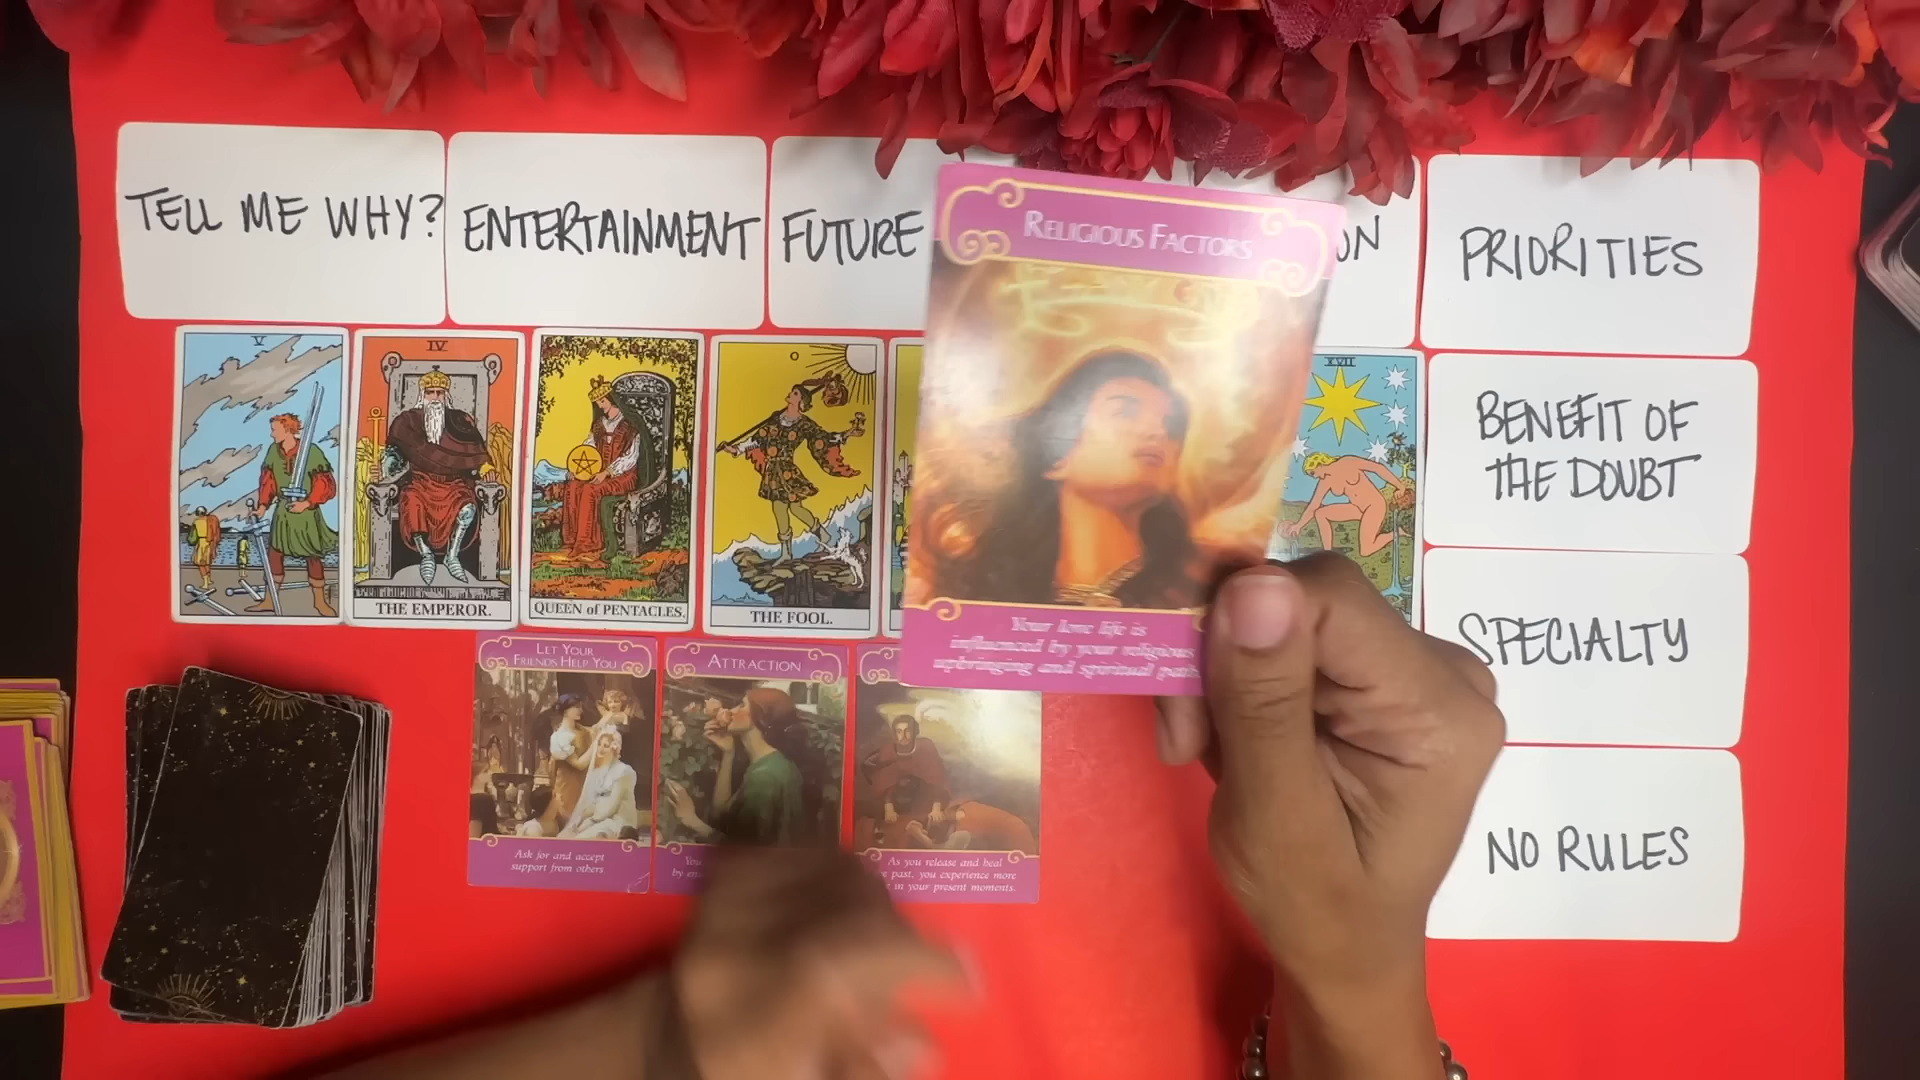 TELL ME WHY?
ENTERTAINMENT
FUTURE
PRIORITIES
RELIGIOUS FACTORS
Your love life is
influenced by your religious
upbringing and spiritual path
V
IV
THE EMPEROR.
QUEEN of PENTACLES.
O
THE FOOL.
XVII
BENEFIT OF
THE DOUBT
SPECIALTY
NO RULES
LET YOUR
FRIENDS HELP YOU
Ask for and accept
support from others
ATTRACTION
You
by
As you release and heal
past, you experience more
in your present moments.